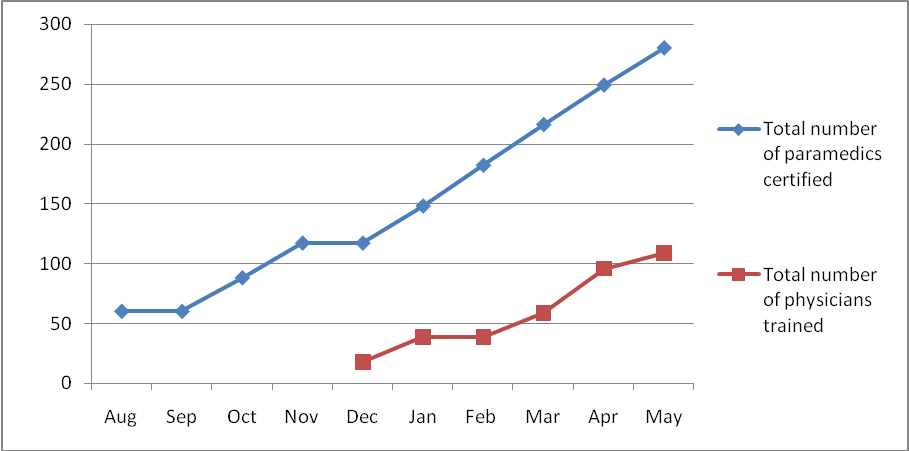 300
250
200
150
100
50
0
Aug Sep Oct Nov Dec Jan Feb Mar Apr May
Total number
of paramedics
certified
Total number
of physicians
trained